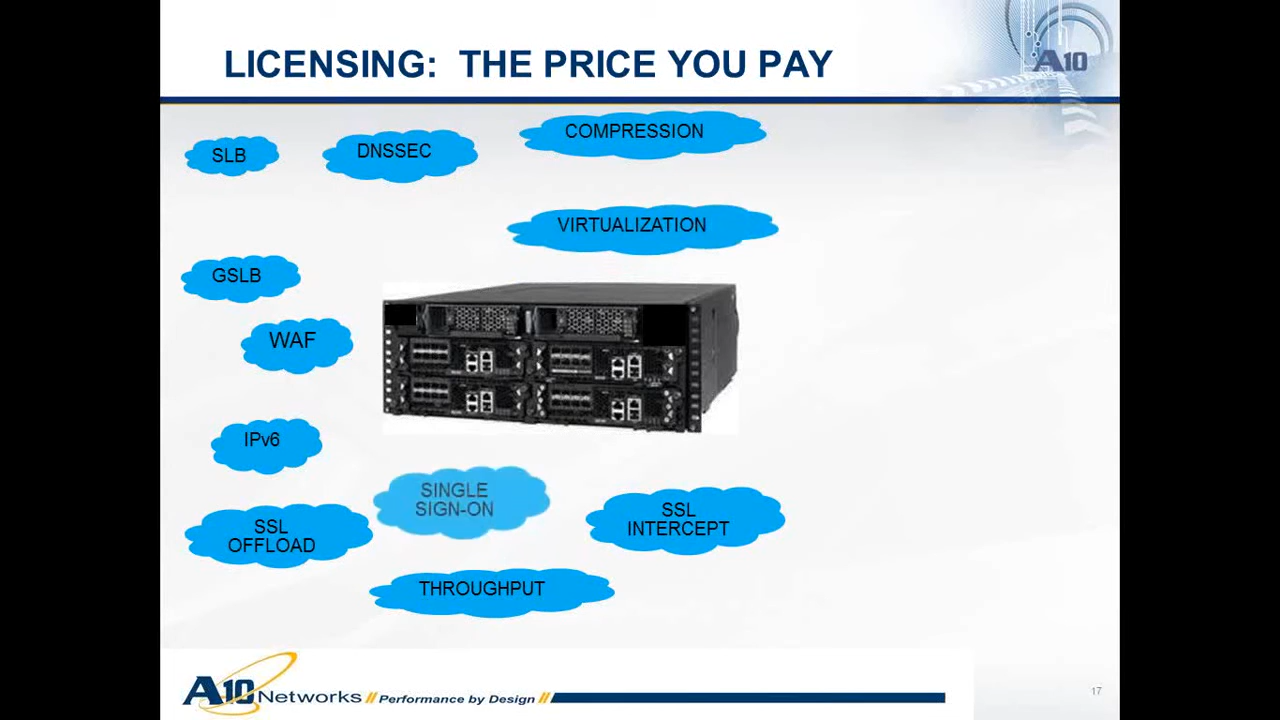 LICENSING: THE PRICE YOU PAY
A10
SLB
DNSSEC
COMPRESSION
VIRTUALIZATION
GSLB
WAF
IPv6
SINGLE
SIGN-ON
SSL
INTERCEPT
SSL
OFFLOAD
THROUGHPUT
A10 Networks // Performance by Design //
17